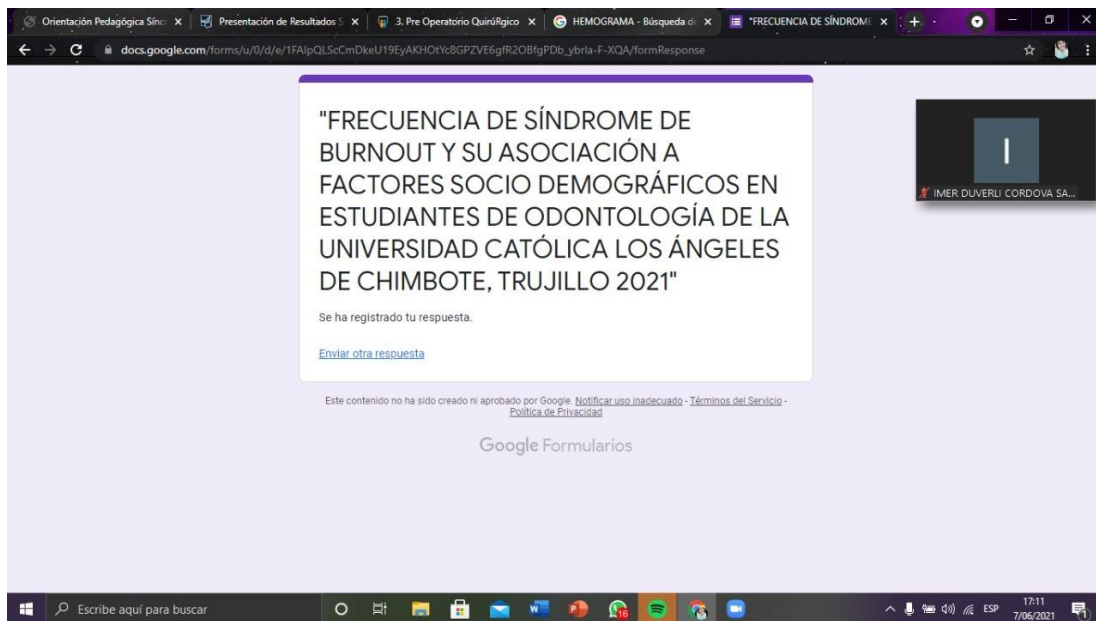 Orientación Pedagógica Síncr
Presentación de Resultados S
3. Pre Operatorio QuirúRgico
HEMOGRAMA - Búsqueda de
"FRECUENCIA DE SÍNDROME
docs.google.com/forms/u/0/d/e/1FAIpQLScCmDkeU19EyAKHOtYc8GPZVE6gfR2OBfgPDb_ybrla-F-XQA/formResponse
"FRECUENCIA DE SÍNDROME DE
BURNOUT Y SU ASOCIACIÓN A
FACTORES SOCIO DEMOGRÁFICOS EN
ESTUDIANTES DE ODONTOLOGÍA DE LA
UNIVERSIDAD CATÓLICA LOS ÁNGELES
DE CHIMBOTE, TRUJILLO 2021"
Se ha registrado tu respuesta.
Enviar otra respuesta
I
IMER DUVERLI CORDOVA SA...
Este contenido no ha sido creado ni aprobado por Google. Notificar uso inadecuado - Términos del Servicio -
Política de Privacidad
Google Formularios
Escribe aquí para buscar
16
ESP
17:11
7/06/2021
1